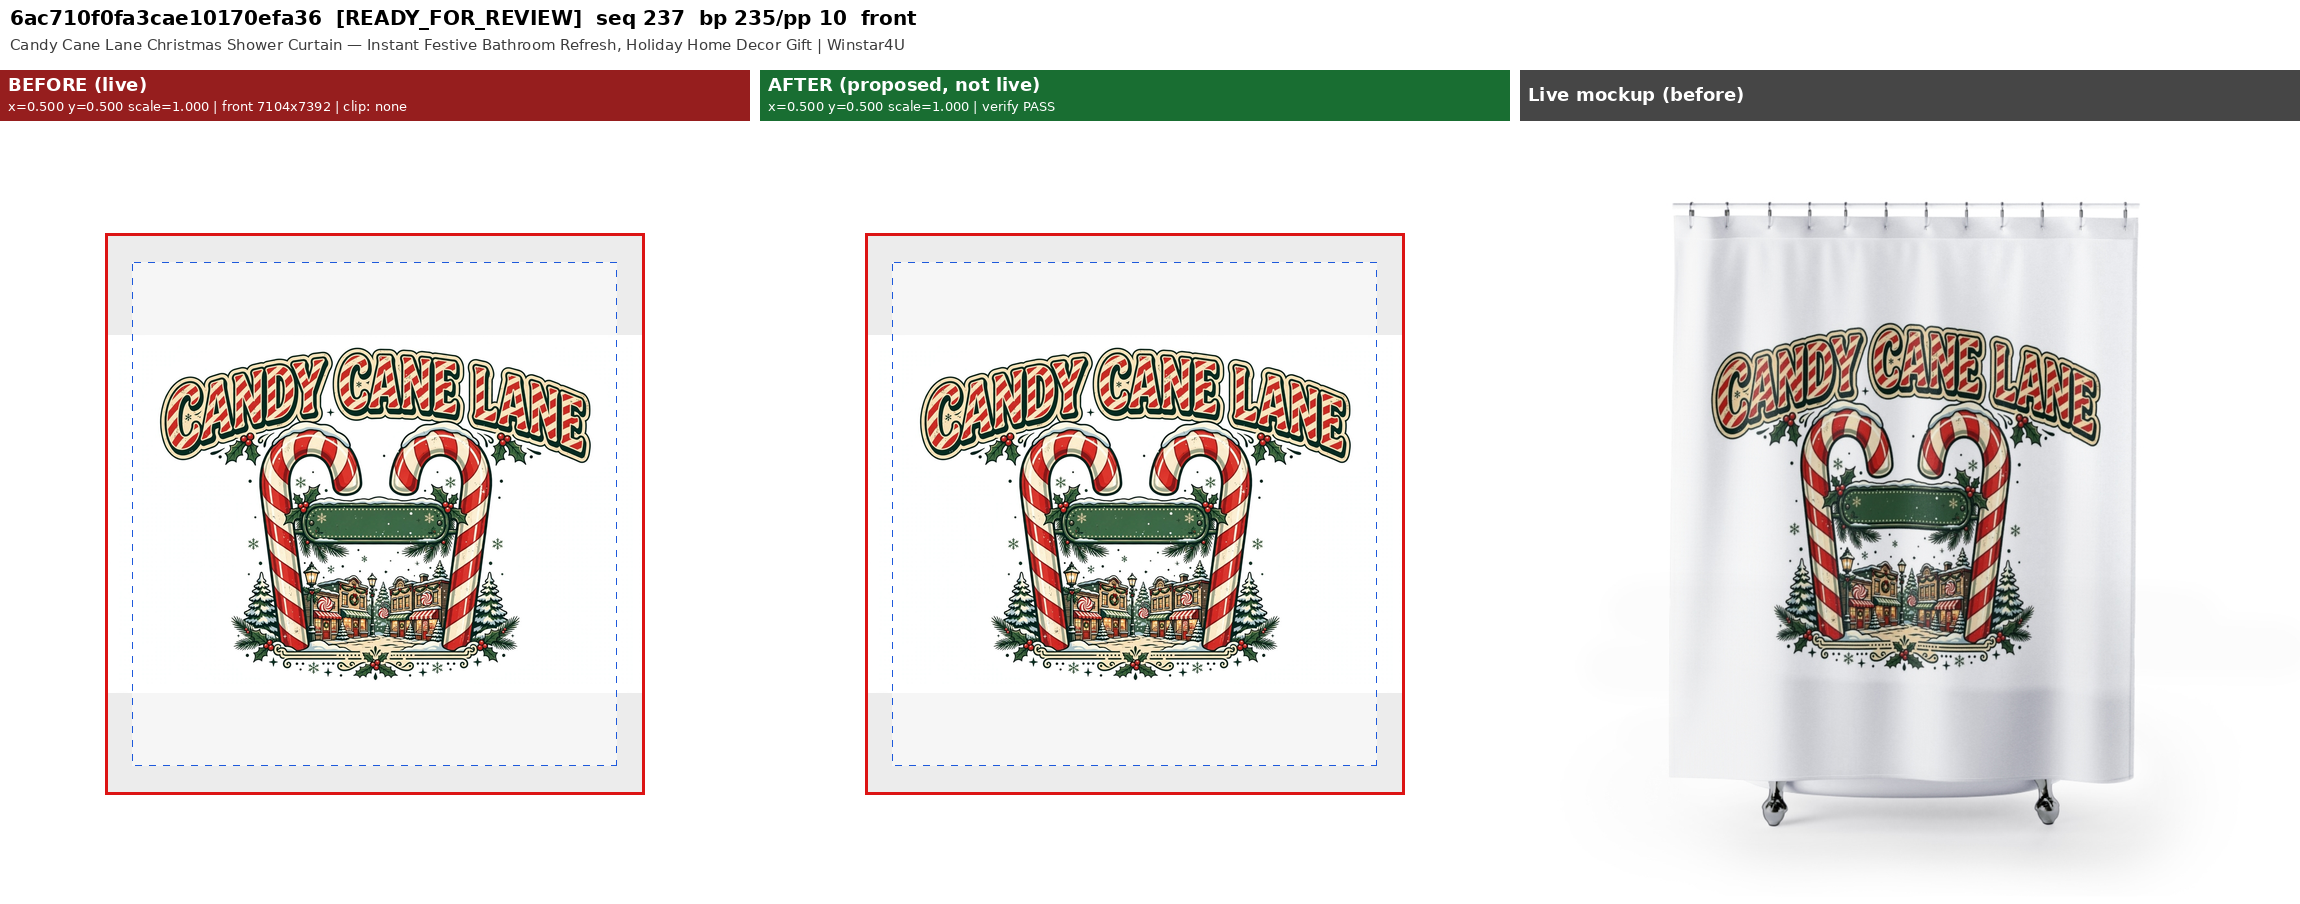 6ac710f0fa3cae10170efa36  [READY_FOR_REVIEW]  seq 237  bp 235/pp 10  front
Candy Cane Lane Christmas Shower Curtain — Instant Festive Bathroom Refresh, Holiday Home Decor Gift | Winstar4U
BEFORE (live)
x=0.500 y=0.500 scale=1.000 | front 7104x7392 | clip: none
AFTER (proposed, not live)
x=0.500 y=0.500 scale=1.000 | verify PASS
Live mockup (before)
CANDY CANE LANE
CANDY CANE LANE
CANDY CANE LANE